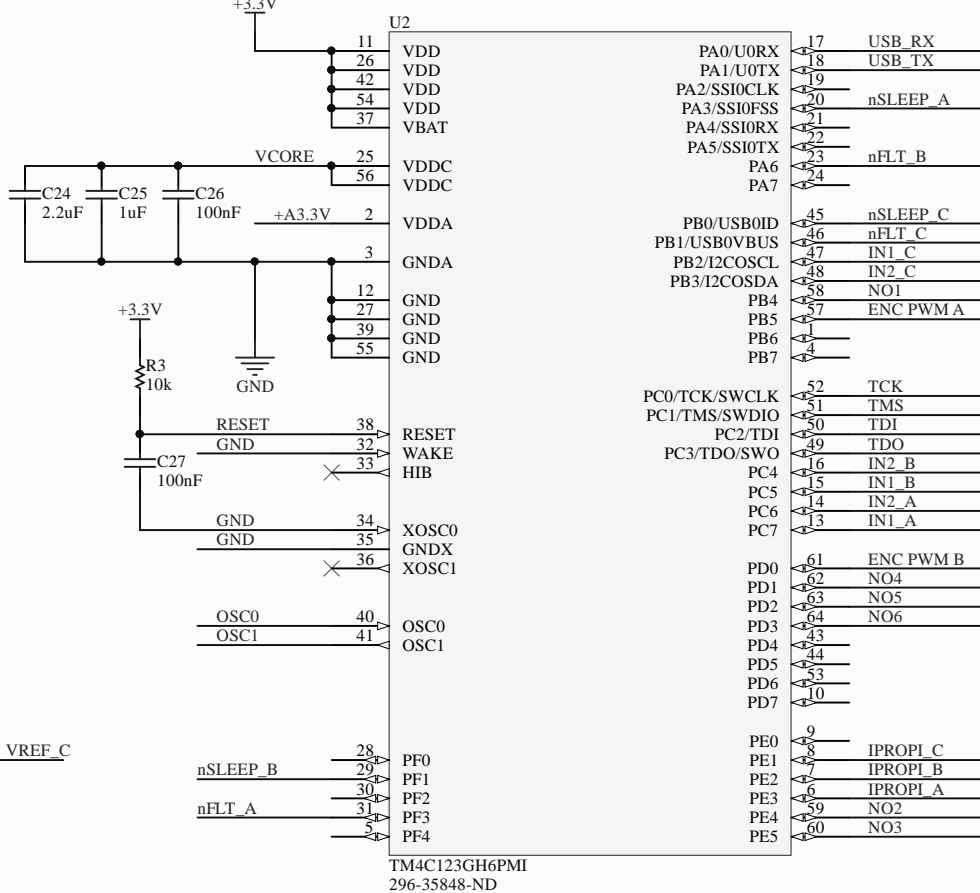 +3.3V
U2
11 VDD
26 VDD
42 VDD
54 VDD
37 VBAT
VCORE 25 VDDC
56 VDDC
C24 2.2uF
C25 1uF
C26 100nF
+A3.3V 2 VDDA
3 GNDA
12 GND
27 GND
39 GND
55 GND
GND
+3.3V
R3
10k
RESET 38 RESET
GND 32 WAKE
33 HIB
C27
100nF
GND 34 XOSC0
GND 35 GNDX
36 XOSC1
OSC0 40 OSC0
OSC1 41 OSC1
VREF_C
28 PF0
nSLEEP_B 29 PF1
30 PF2
nFLT_A 31 PF3
5 PF4
PA0/U0RX 17 USB_RX
PA1/U0TX 18 USB_TX
PA2/SSI0CLK 19
PA3/SSI0FSS 20 nSLEEP_A
PA4/SSI0RX 21
PA5/SSI0TX 22
PA6 23 nFLT_B
PA7 24
PB0/USB0ID 45 nSLEEP_C
PB1/USB0VBUS 46 nFLT_C
PB2/I2COSCL 47 IN1_C
PB3/I2COSDA 48 IN2_C
PB4 58 NO1
PB5 57 ENC PWM A
PB6 1
PB7 4
PC0/TCK/SWCLK 52 TCK
PC1/TMS/SWDIO 51 TMS
PC2/TDI 50 TDI
PC3/TDO/SWO 49 TDO
PC4 16 IN2_B
PC5 15 IN1_B
PC6 14 IN2_A
PC7 13 IN1_A
PD0 61 ENC PWM B
PD1 62 NO4
PD2 63 NO5
PD3 64 NO6
PD4 43
PD5 44
PD6 53
PD7 10
PE0 9
PE1 8 IPROPI_C
PE2 7 IPROPI_B
PE3 6 IPROPI_A
PE4 59 NO2
PE5 60 NO3
TM4C123GH6PMI
296-35848-ND